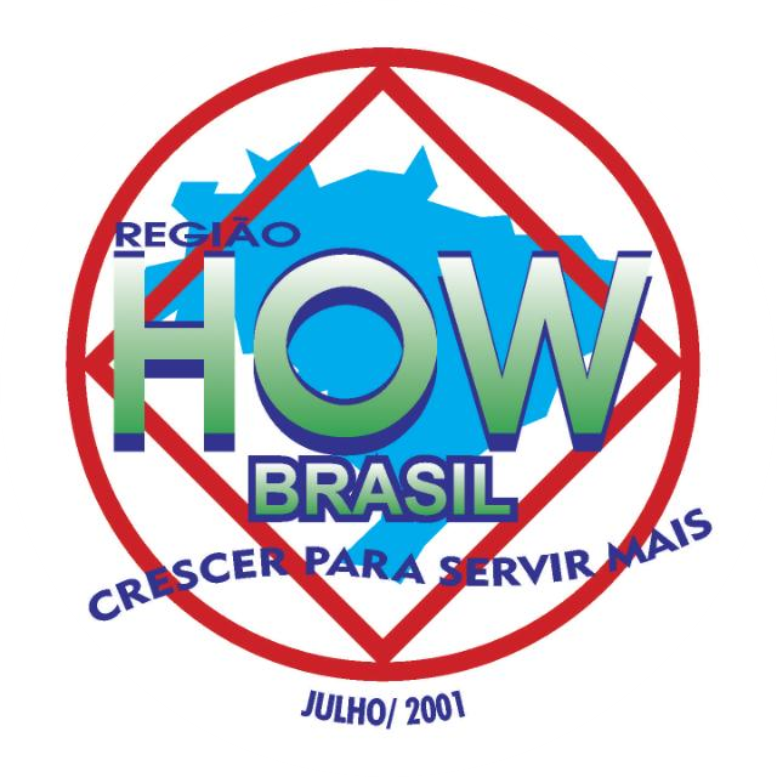 REGIÃO
HOW
BRASIL
CRESCER PARA SERVIR MAIS
JULHO/ 2001